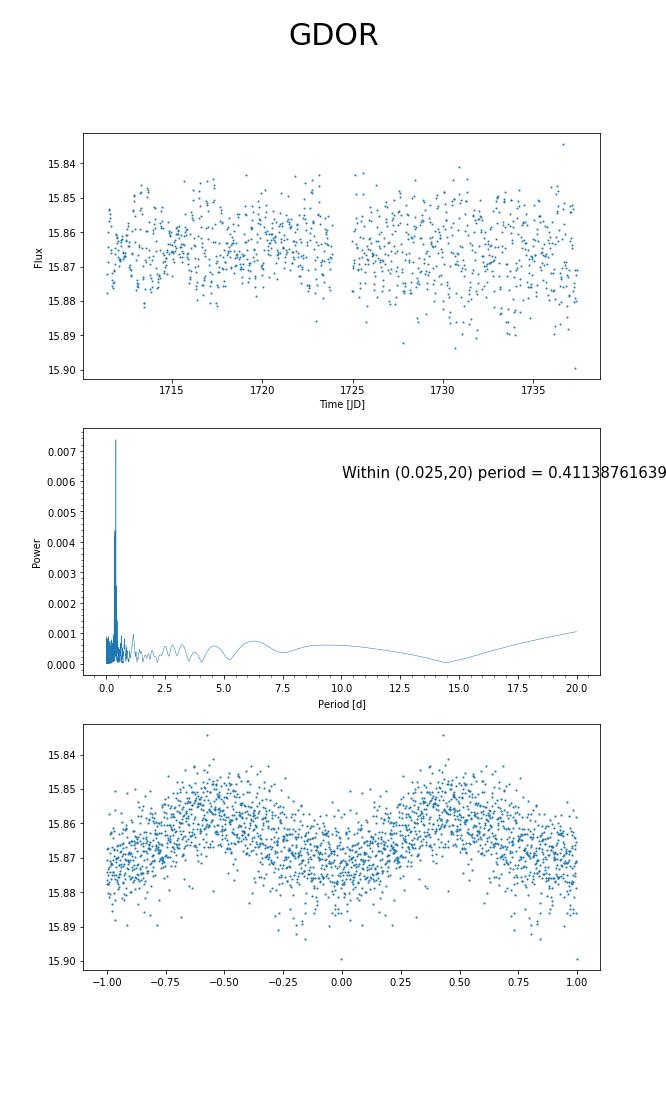 GDOR
15.84
15.85
15.86
15.87
15.88
15.89
15.90
Flux
1715 1720 1725 1730 1735
Time [JD]
Within (0.025,20) period = 0.41138761639
0.007
0.006
0.005
0.004
0.003
0.002
0.001
0.000
Power
0.0 2.5 5.0 7.5 10.0 12.5 15.0 17.5 20.0
Period [d]
15.84
15.85
15.86
15.87
15.88
15.89
15.90
−1.00 −0.75 −0.50 −0.25 0.00 0.25 0.50 0.75 1.00